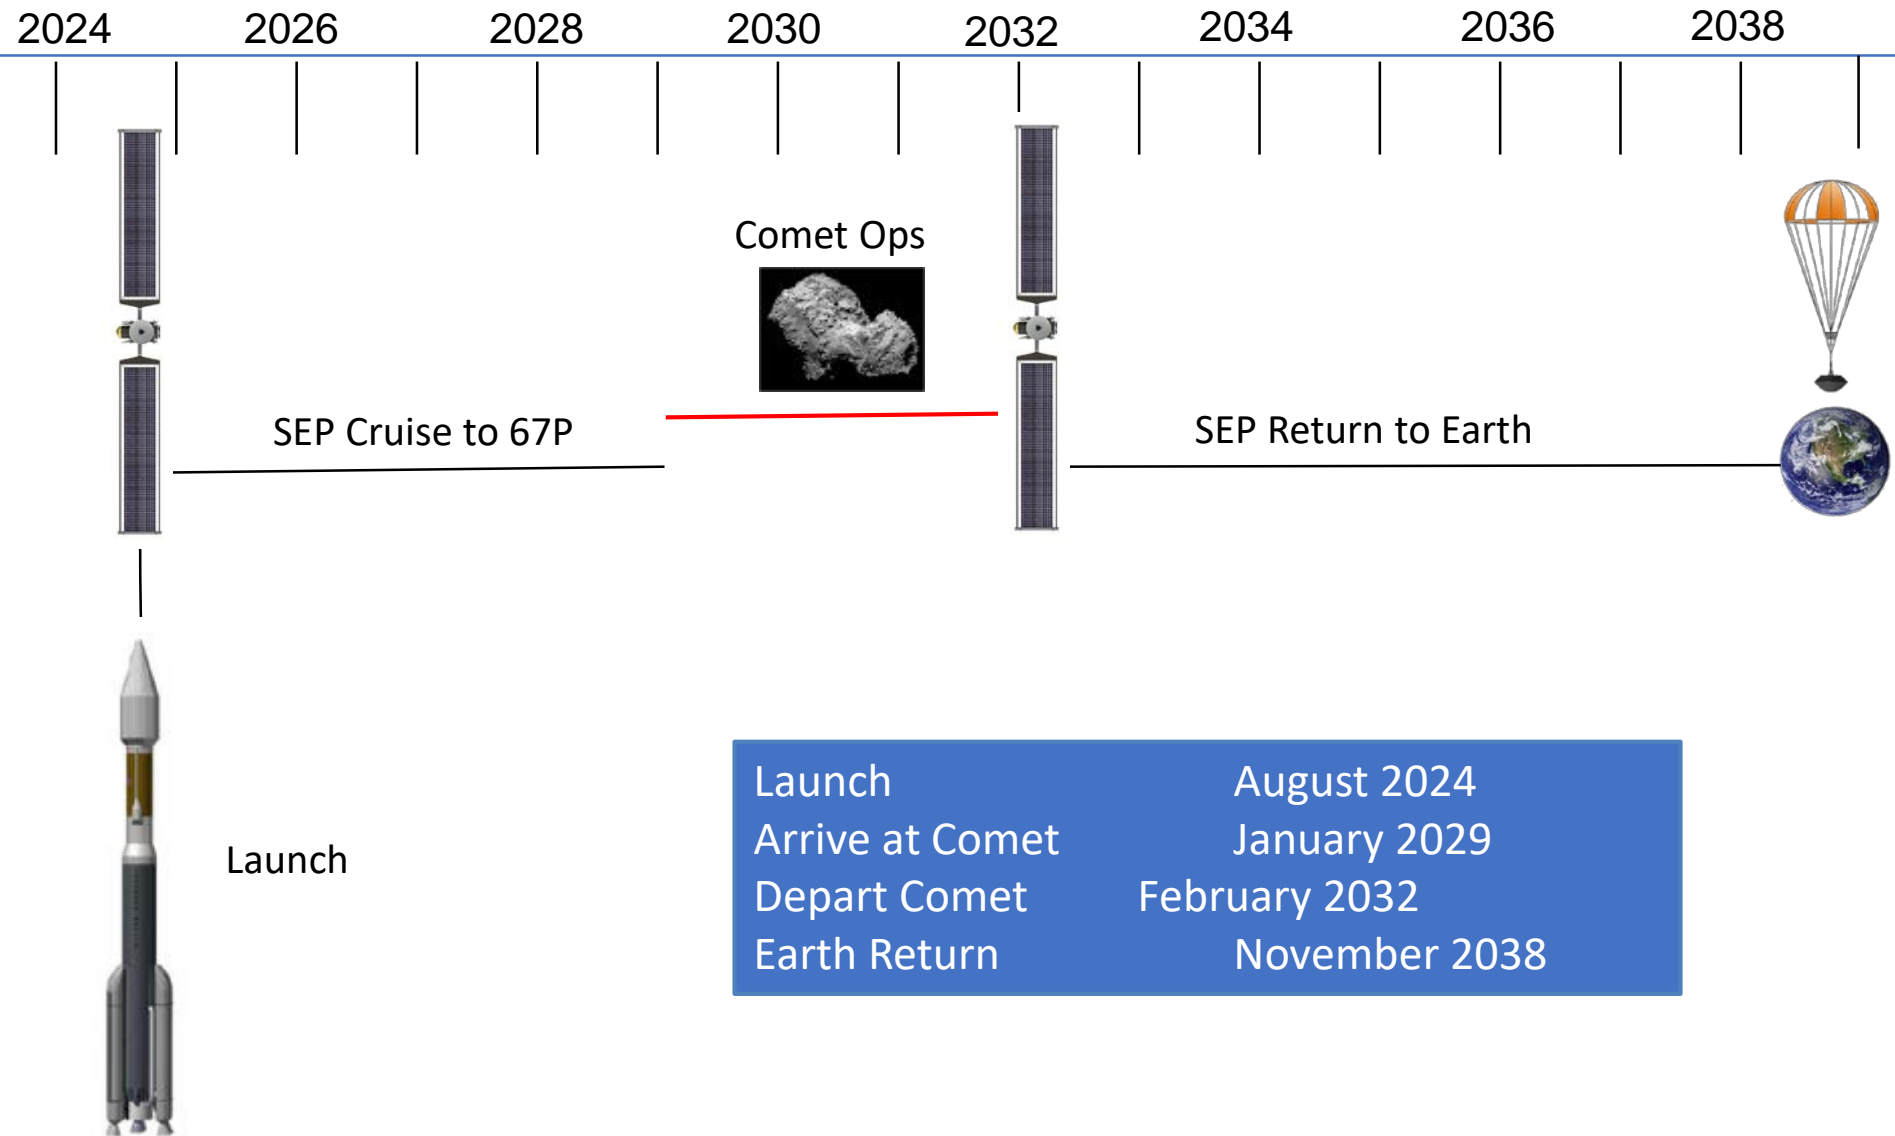 2024 2026 2028 2030 2032 2034 2036 2038
Comet Ops
SEP Cruise to 67P
SEP Return to Earth
Launch
Launch August 2024
Arrive at Comet January 2029
Depart Comet February 2032
Earth Return November 2038